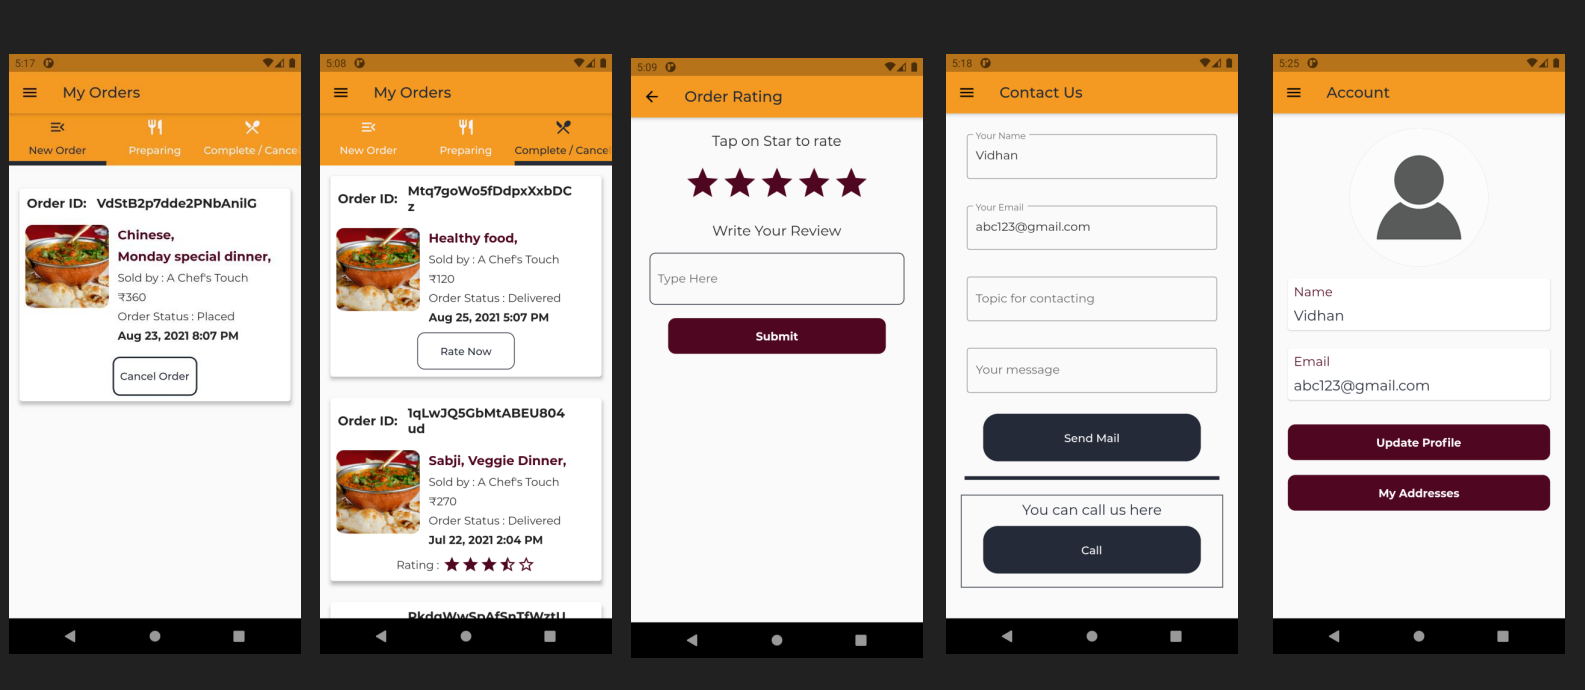 5:17
My Orders
New Order
Preparing
Complete / Cance
Order ID: VdStB2p7dde2PNbAnilG
Chinese,
Monday special dinner,
Sold by : A Chef's Touch
₹360
Order Status : Placed
Aug 23, 2021 8:07 PM
Cancel Order
5:08
My Orders
New Order
Preparing
Complete / Cance
Order ID: Mtq7goWo5fDdpxXxbDC
z
Healthy food,
Sold by : A Chef's Touch
₹120
Order Status : Delivered
Aug 25, 2021 5:07 PM
Rate Now
Order ID: 1qLwJQ5GbMtABEU804
ud
Sabji, Veggie Dinner,
Sold by : A Chef's Touch
₹270
Order Status : Delivered
Jul 22, 2021 2:04 PM
Rating :
5:09
Order Rating
Tap on Star to rate
Write Your Review
Type Here
Submit
5:18
Contact Us
Your Name
Vidhan
Your Email
abc123@gmail.com
Topic for contacting
Your message
Send Mail
You can call us here
Call
5:25
Account
Name
Vidhan
Email
abc123@gmail.com
Update Profile
My Addresses